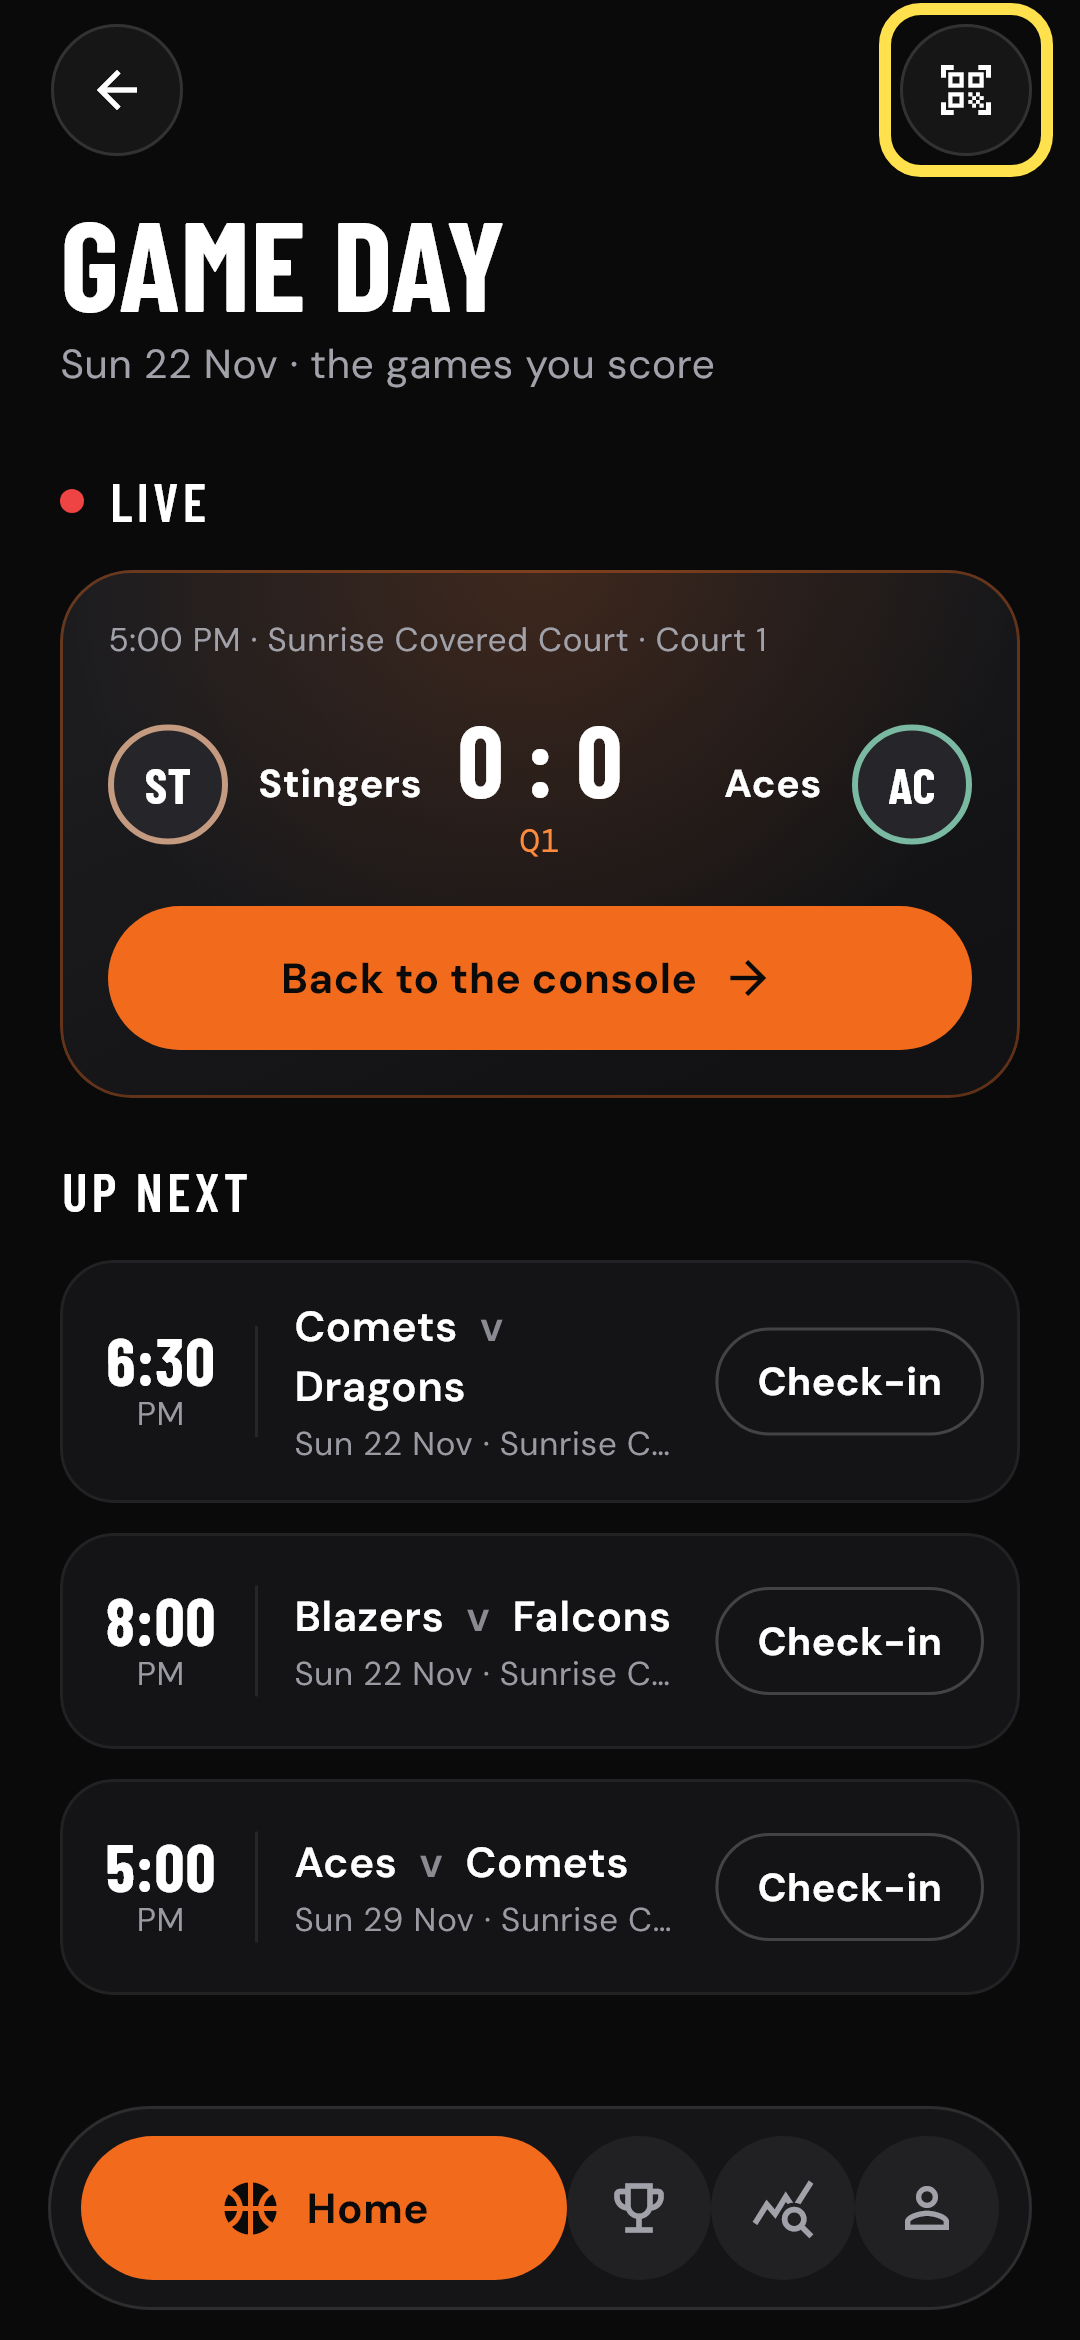 GAME DAY
Sun 22 Nov · the games you score
LIVE
5:00 PM · Sunrise Covered Court · Court 1
ST Stingers 0 : 0 Aces AC
Q1
Back to the console →
UP NEXT
6:30 PM
Comets v
Dragons
Sun 22 Nov · Sunrise C...
Check-in
8:00 PM
Blazers v Falcons
Sun 22 Nov · Sunrise C...
Check-in
5:00 PM
Aces v Comets
Sun 29 Nov · Sunrise C...
Check-in
Home